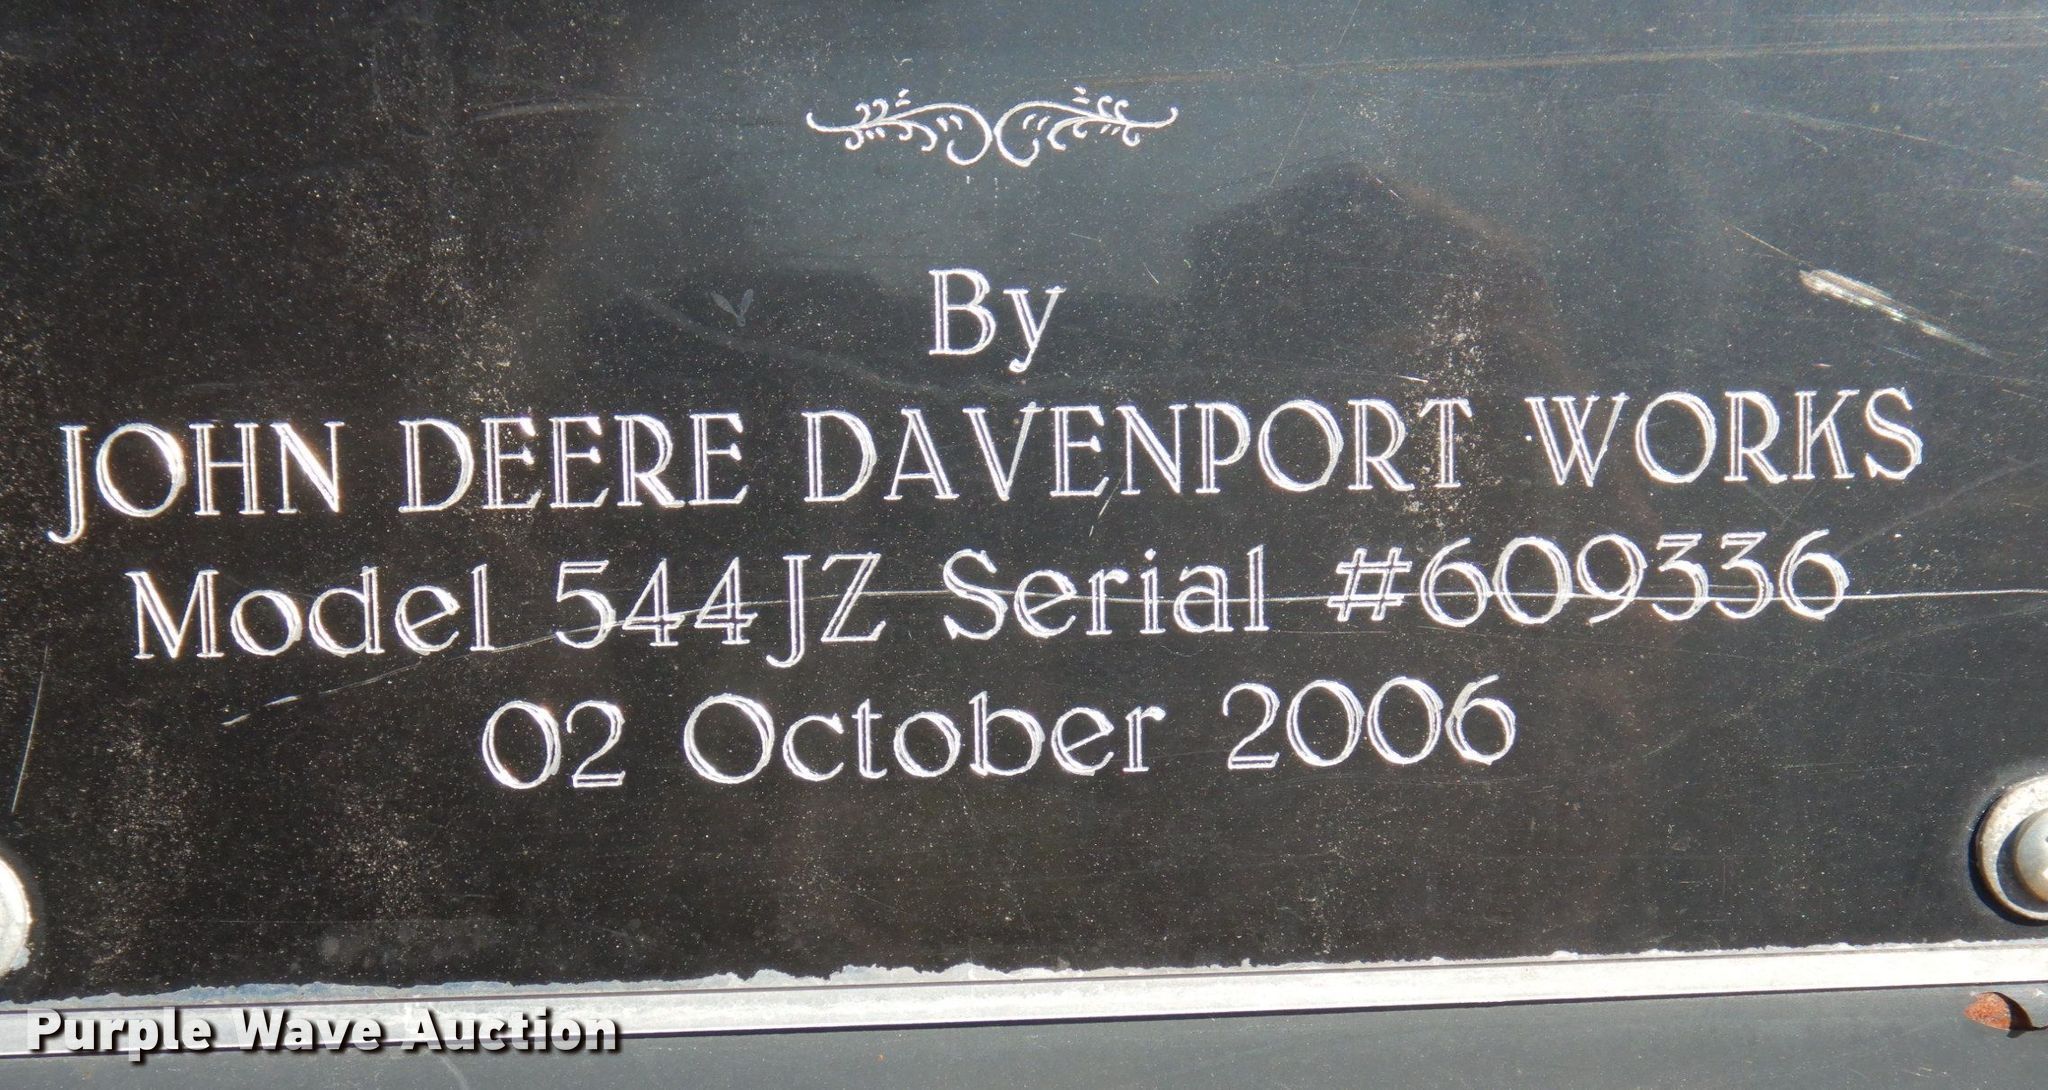 By
JOHN DEERE DAVENPORT WORKS
Model 544JZ Serial #609336
02 October 2006
Purple Wave Auction